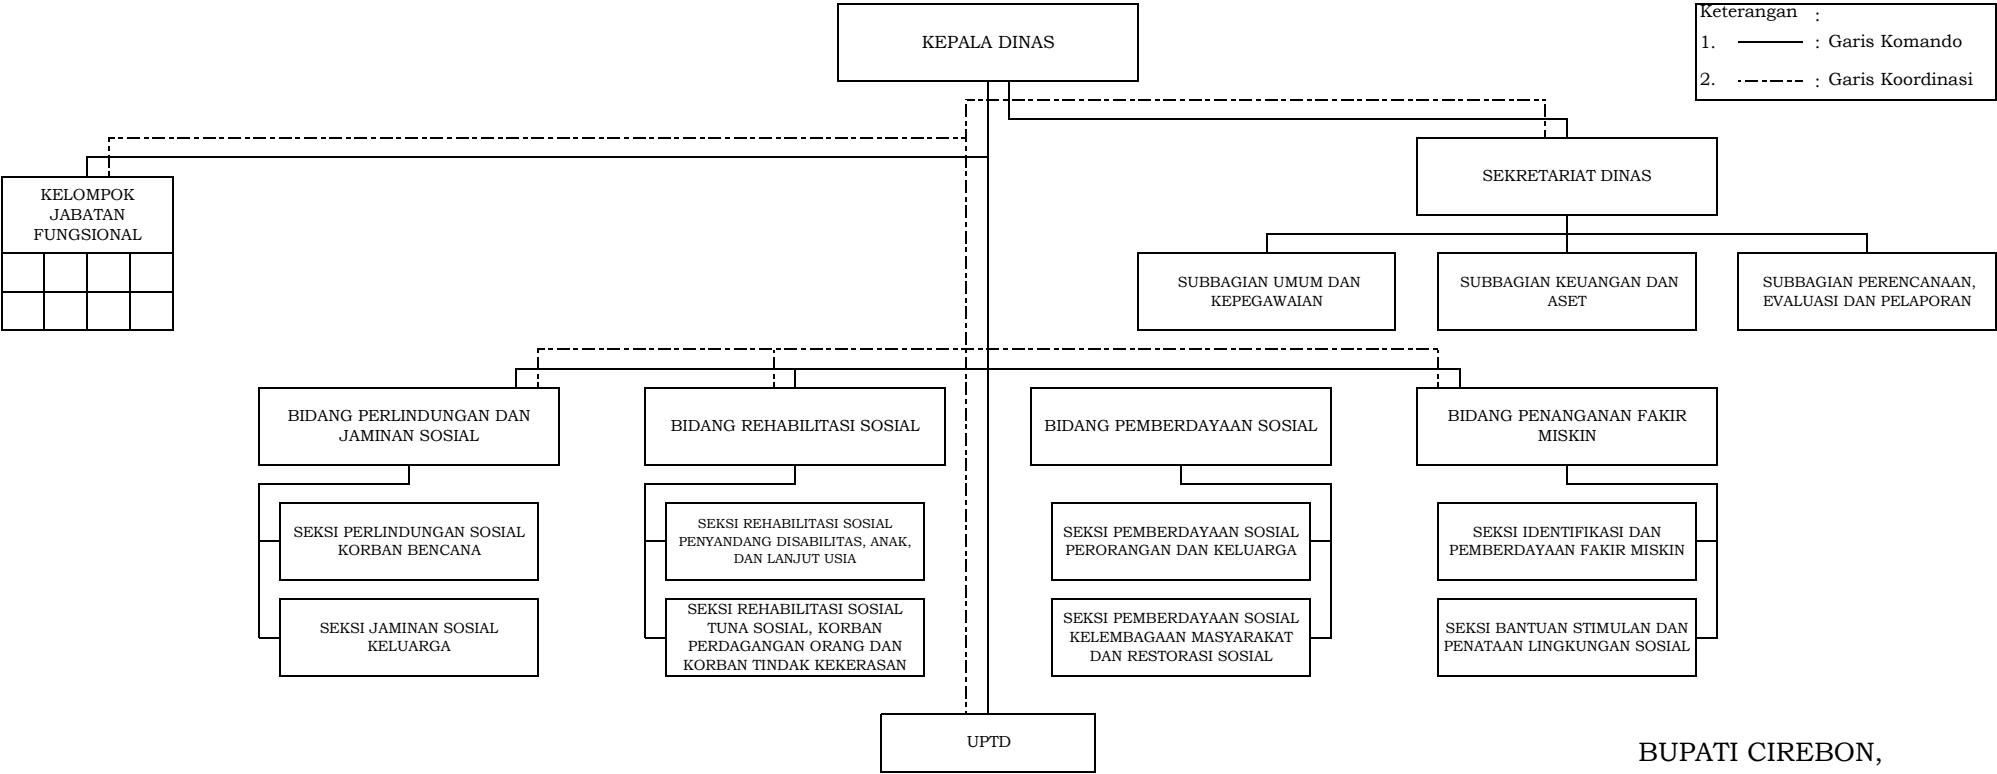 KEPALA DINAS
Keterangan :
1. : Garis Komando
2. : Garis Koordinasi
KELOMPOK
JABATAN
FUNGSIONAL
SEKRETARIAT DINAS
SUBBAGIAN UMUM DAN
KEPEGAWAIAN
SUBBAGIAN KEUANGAN DAN
ASET
SUBBAGIAN PERENCANAAN,
EVALUASI DAN PELAPORAN
BIDANG PERLINDUNGAN DAN
JAMINAN SOSIAL
BIDANG REHABILITASI SOSIAL
BIDANG PEMBERDAYAAN SOSIAL
BIDANG PENANGANAN FAKIR
MISKIN
SEKSI PERLINDUNGAN SOSIAL
KORBAN BENCANA
SEKSI REHABILITASI SOSIAL
PENYANDANG DISABILITAS, ANAK,
DAN LANJUT USIA
SEKSI PEMBERDAYAAN SOSIAL
PERORANGAN DAN KELUARGA
SEKSI IDENTIFIKASI DAN
PEMBERDAYAAN FAKIR MISKIN
SEKSI JAMINAN SOSIAL
KELUARGA
SEKSI REHABILITASI SOSIAL
TUNA SOSIAL, KORBAN
PERDAGANGAN ORANG DAN
KORBAN TINDAK KEKERASAN
SEKSI PEMBERDAYAAN SOSIAL
KELEMBAGAAN MASYARAKAT
DAN RESTORASI SOSIAL
SEKSI BANTUAN STIMULAN DAN
PENATAAN LINGKUNGAN SOSIAL
UPTD
BUPATI CIREBON,